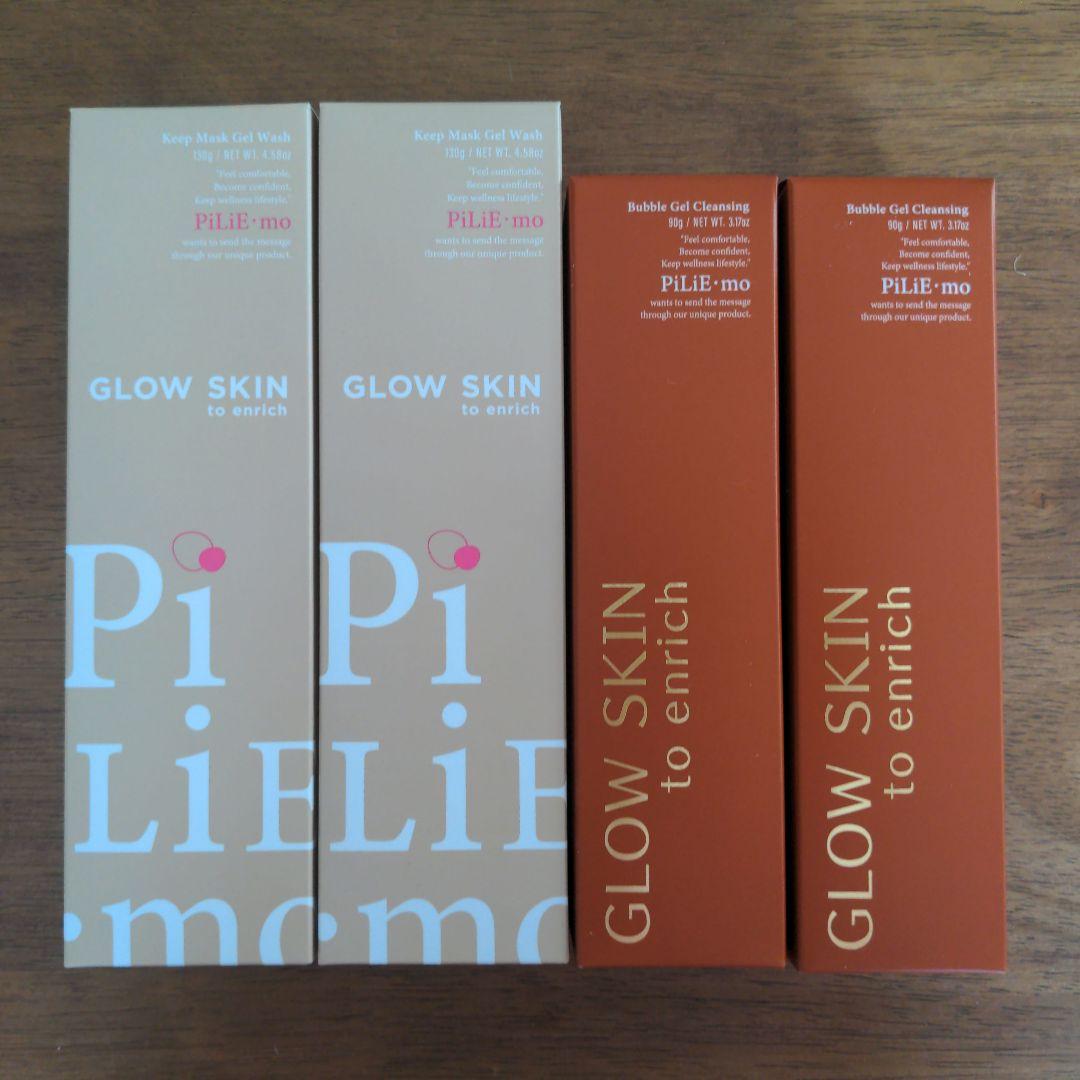 Keep Mask Gel Wash
130g / NET WT. 4.58oz
"Feel comfortable,
Become confident,
Keep wellness lifestyle."
PiLiE·mo
wants to send the message
through our unique product.
GLOW SKIN
to enrich
Pi
LiE
·mo
Keep Mask Gel Wash
130g / NET WT. 4.58oz
"Feel comfortable,
Become confident,
Keep wellness lifestyle."
PiLiE·mo
wants to send the message
through our unique product.
GLOW SKIN
to enrich
Pi
LiE
·mo
Bubble Gel Cleansing
90g / NET WT. 3.17oz
"Feel comfortable,
Become confident,
Keep wellness lifestyle."
PiLiE·mo
wants to send the message
through our unique product.
GLOW SKIN
to enrich
Bubble Gel Cleansing
90g / NET WT. 3.17oz
"Feel comfortable,
Become confident,
Keep wellness lifestyle."
PiLiE·mo
wants to send the message
through our unique product.
GLOW SKIN
to enrich